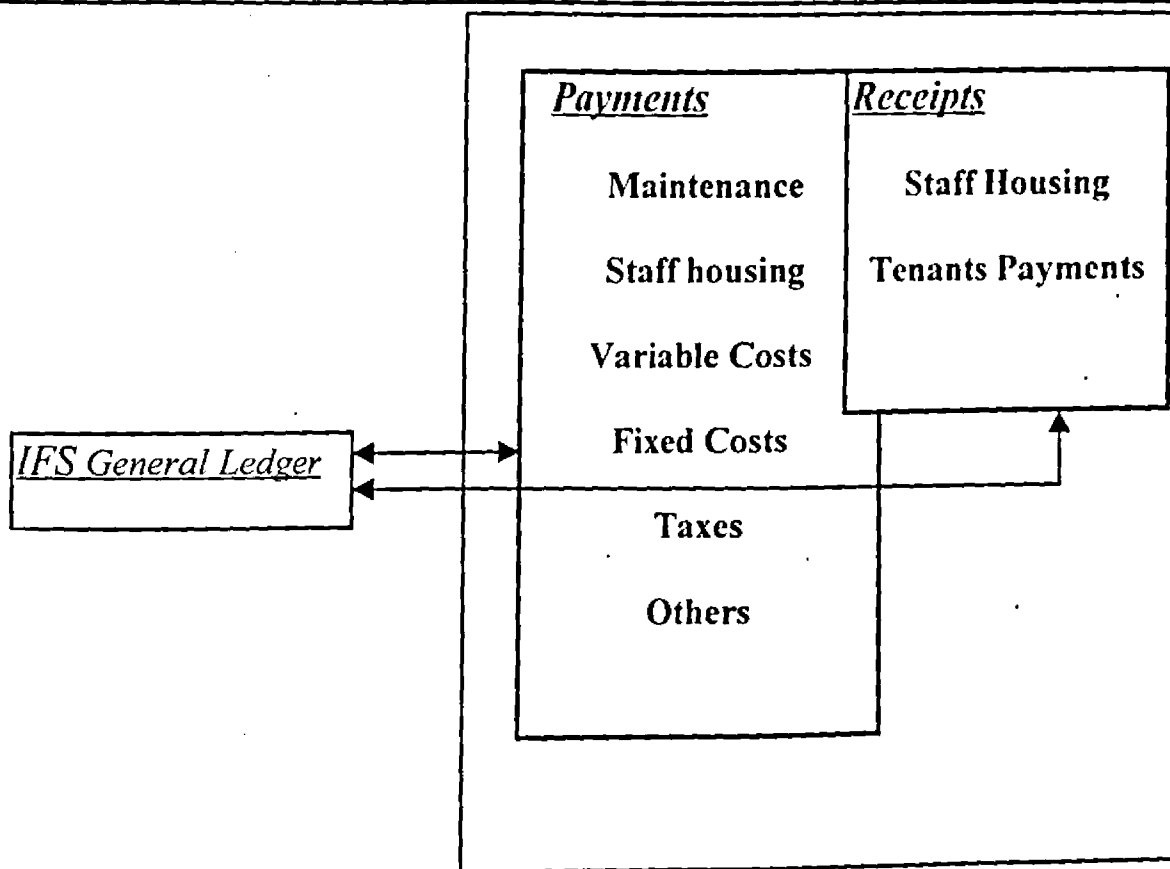 Payments
Maintenance
Staff housing
Variable Costs
Fixed Costs
Taxes
Others
Receipts
Staff Housing
Tenants Payments
IFS General Ledger